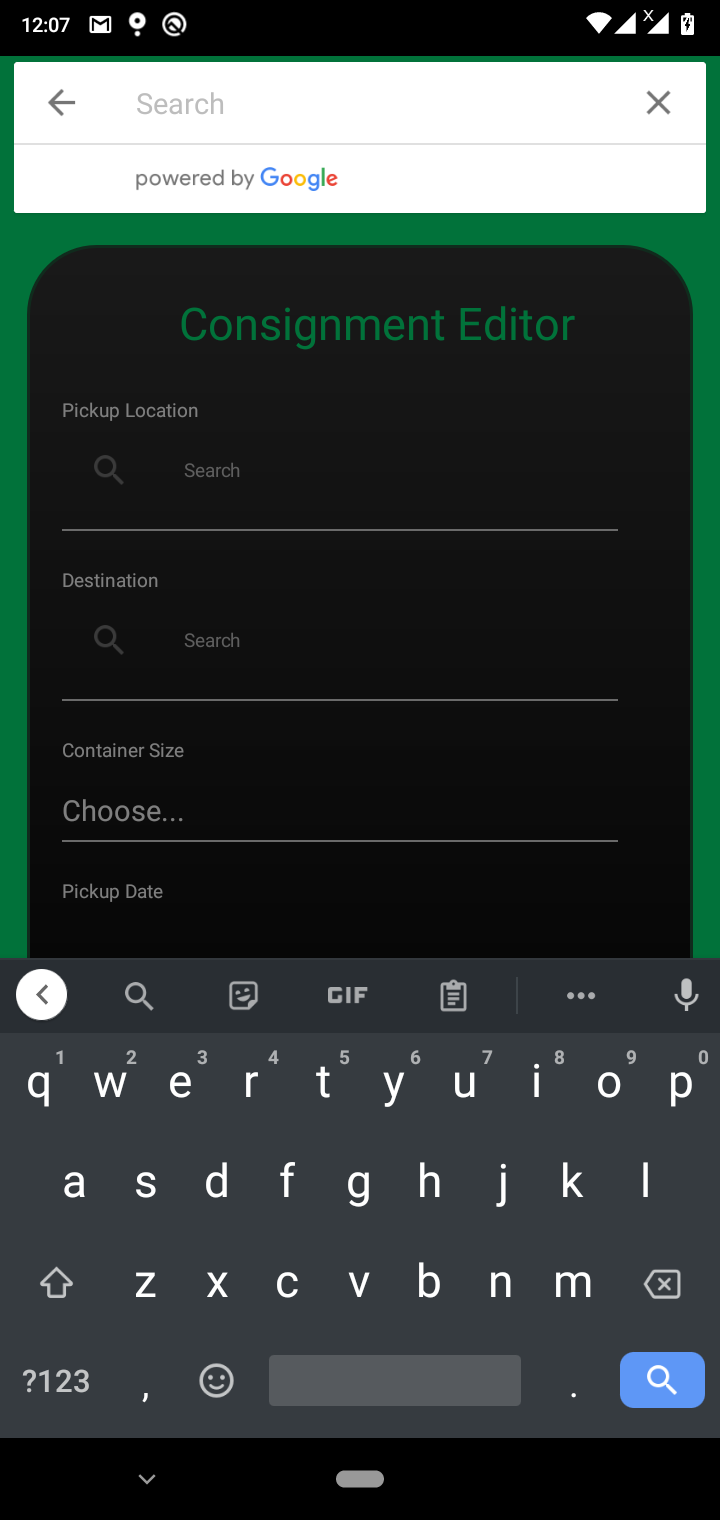 12:07
X
Search
powered by Google
Consignment Editor
Pickup Location
Search
Destination
Search
Container Size
Choose...
Pickup Date
GIF
1 2 3 4 5 6 7 8 9 0
q w e r t y u i o p
a s d f g h j k l
z x c v b n m
?123 , .